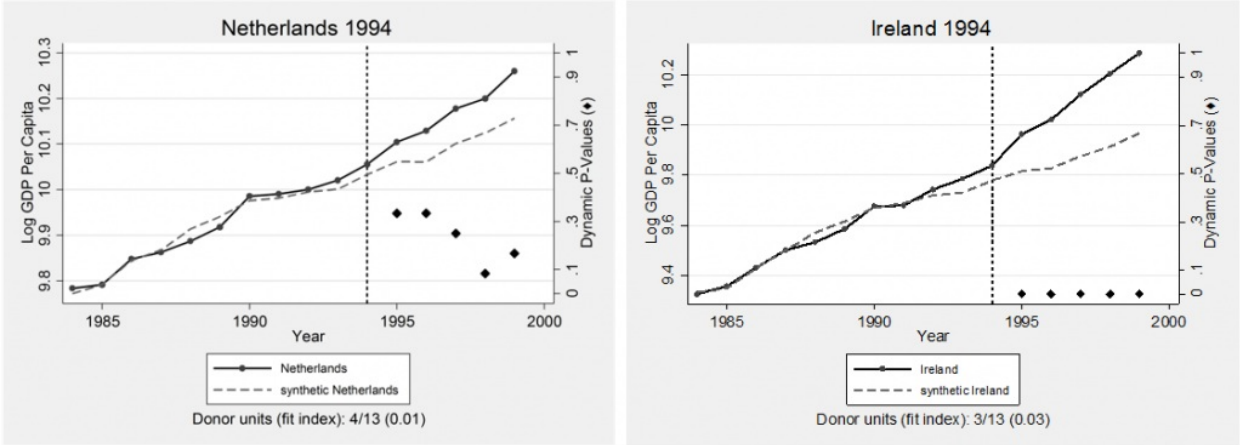 Netherlands 1994
Log GDP Per Capita
10.3
10.2
10.1
10
9.9
9.8
1
.9
.7
.5
.3
.1
0
Dynamic P-Values (♦)
1985 1990 1995 2000
Year
Netherlands
synthetic Netherlands
Donor units (fit index): 4/13 (0.01)
Ireland 1994
Log GDP Per Capita
10.2
10
9.8
9.6
9.4
1
.9
.7
.5
.3
.1
0
Dynamic P-Values (♦)
1985 1990 1995 2000
Year
Ireland
synthetic Ireland
Donor units (fit index): 3/13 (0.03)